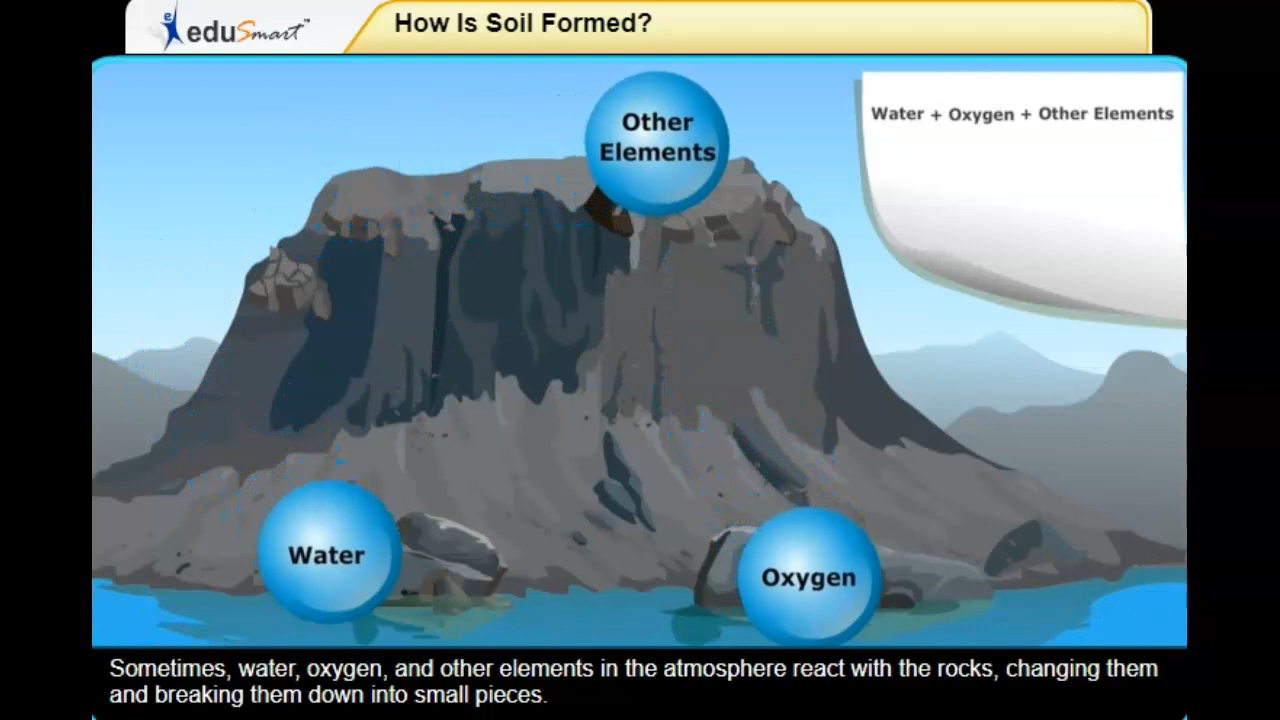 eduSmart™
How Is Soil Formed?
Other
Elements
Water + Oxygen + Other Elements
Water
Oxygen
Sometimes, water, oxygen, and other elements in the atmosphere react with the rocks, changing them
and breaking them down into small pieces.